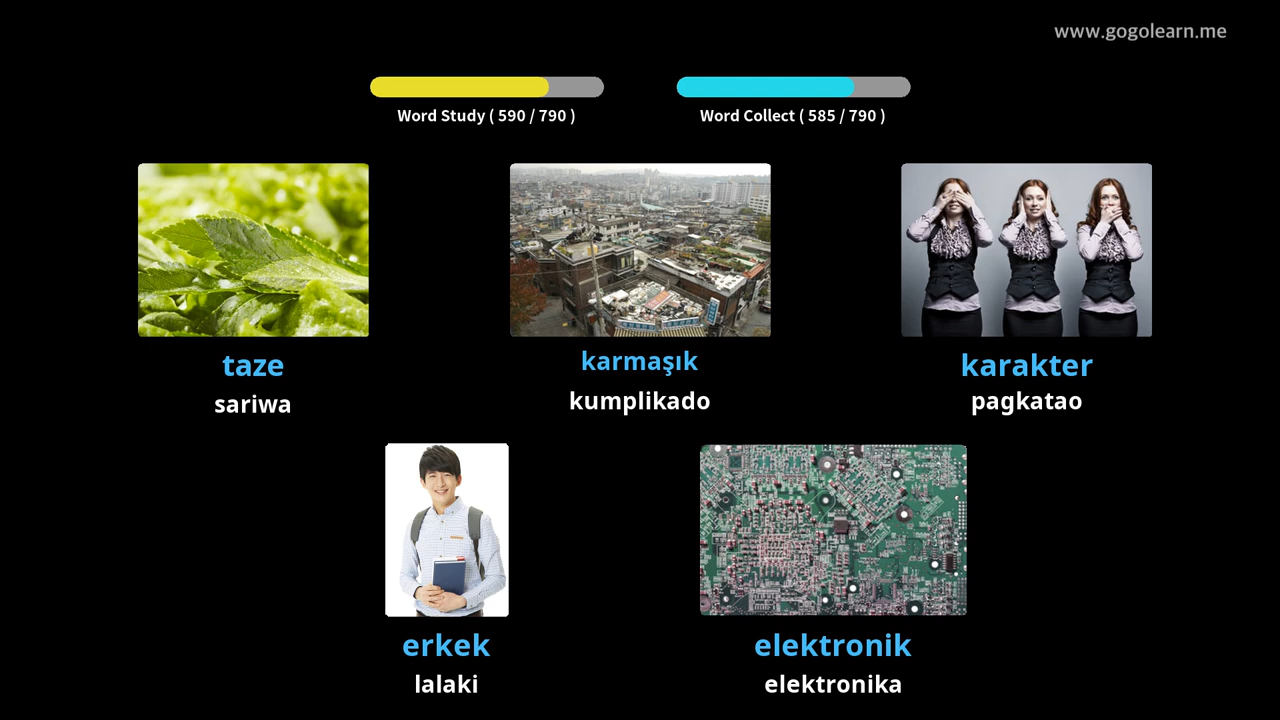 www.gogolearn.me
Word Study ( 590 / 790 )
Word Collect ( 585 / 790 )
taze
sariwa
karmaşık
kumplikado
karakter
pagkatao
erkek
lalaki
elektronik
elektronika